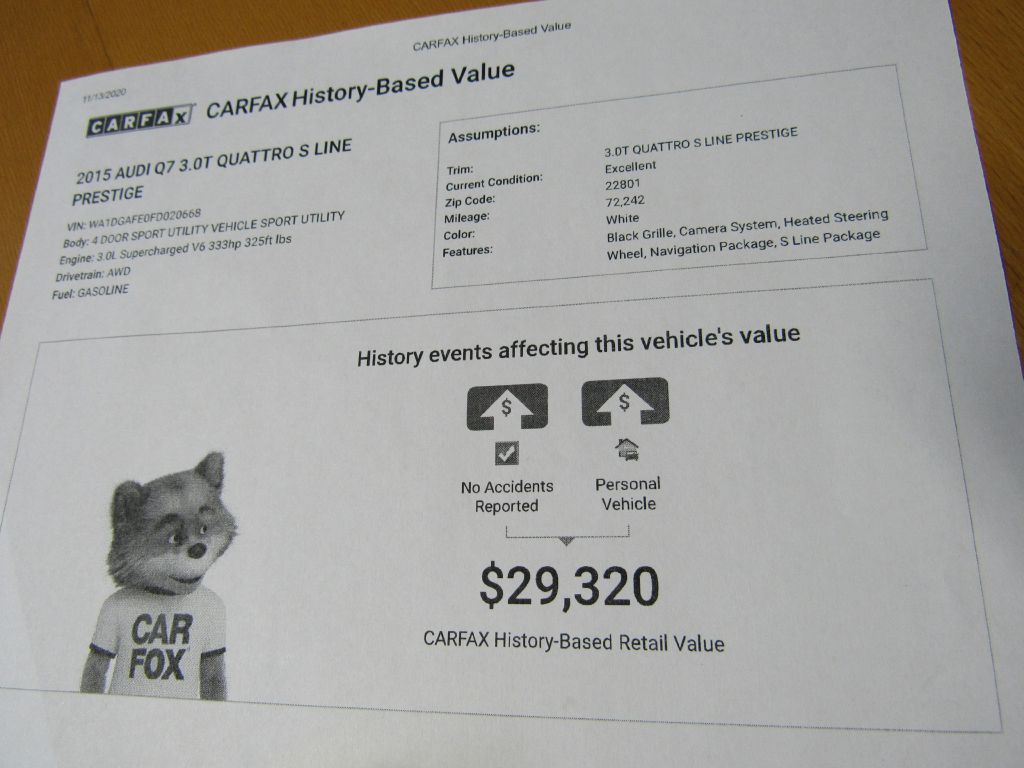 CARFAX History-Based Value
11/13/2020
CARFAX CARFAX History-Based Value
2015 AUDI Q7 3.0T QUATTRO S LINE
PRESTIGE
VIN: WA1DGAFE0FD020668
Body: 4 DOOR SPORT UTILITY VEHICLE SPORT UTILITY
Engine: 3.0L Supercharged V6 333hp 325ft lbs
Drivetrain: AWD
Fuel: GASOLINE
Assumptions:
Trim: 3.0T QUATTRO S LINE PRESTIGE
Current Condition: Excellent
Zip Code: 22801
Mileage: 72,242
Color: White
Features: Black Grille, Camera System, Heated Steering
Wheel, Navigation Package, S Line Package
History events affecting this vehicle's value
$ $
No Accidents Personal
Reported Vehicle
$29,320
CARFAX History-Based Retail Value
CAR
FOX